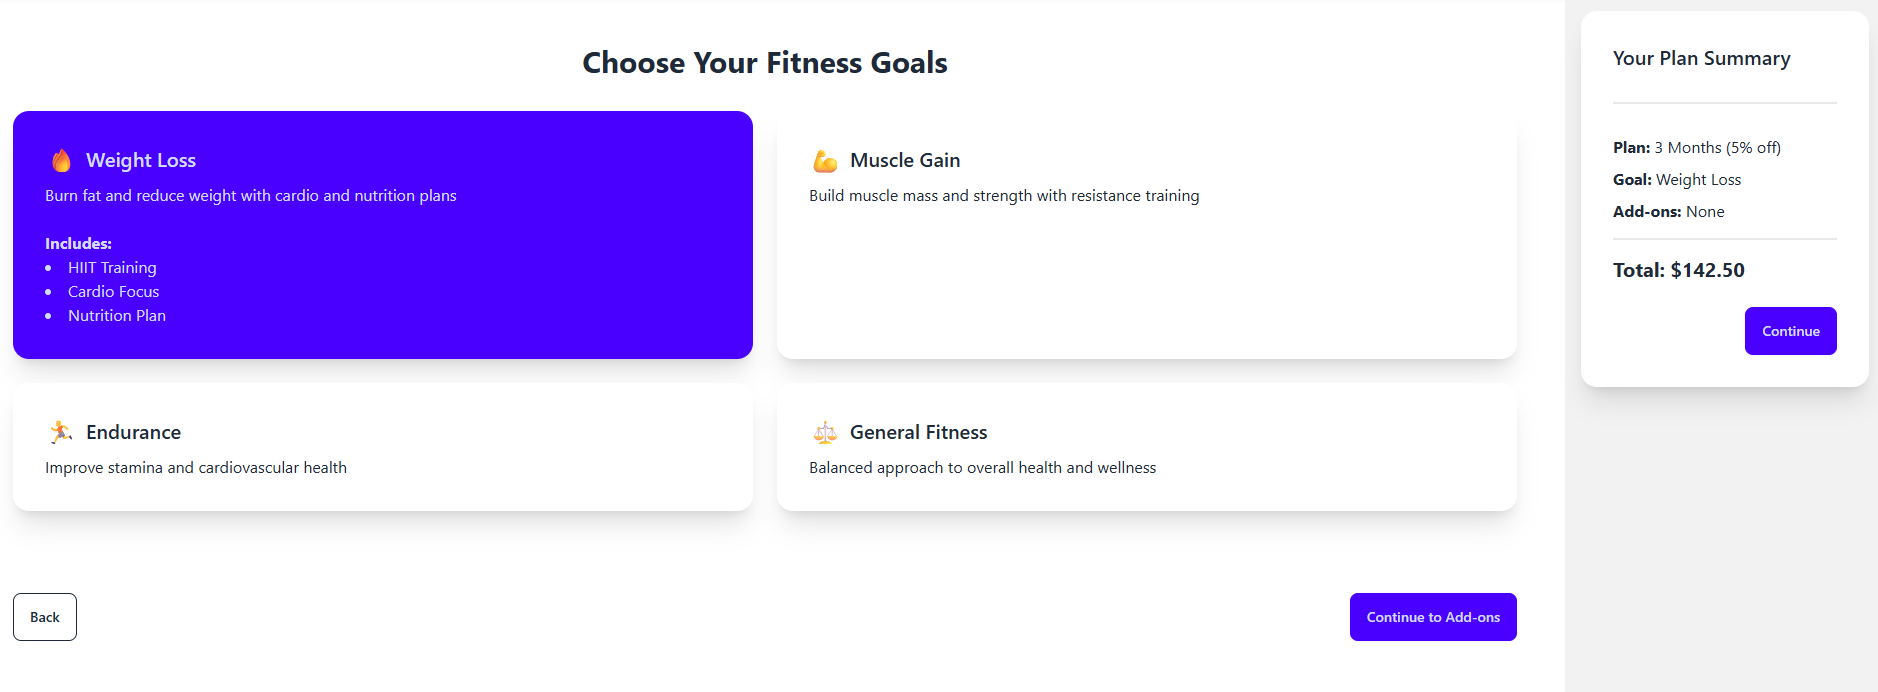 Choose Your Fitness Goals
Weight Loss
Burn fat and reduce weight with cardio and nutrition plans
Includes:
HIIT Training
Cardio Focus
Nutrition Plan
Muscle Gain
Build muscle mass and strength with resistance training
Endurance
Improve stamina and cardiovascular health
General Fitness
Balanced approach to overall health and wellness
Back
Continue to Add-ons
Your Plan Summary
Plan: 3 Months (5% off)
Goal: Weight Loss
Add-ons: None
Total: $142.50
Continue